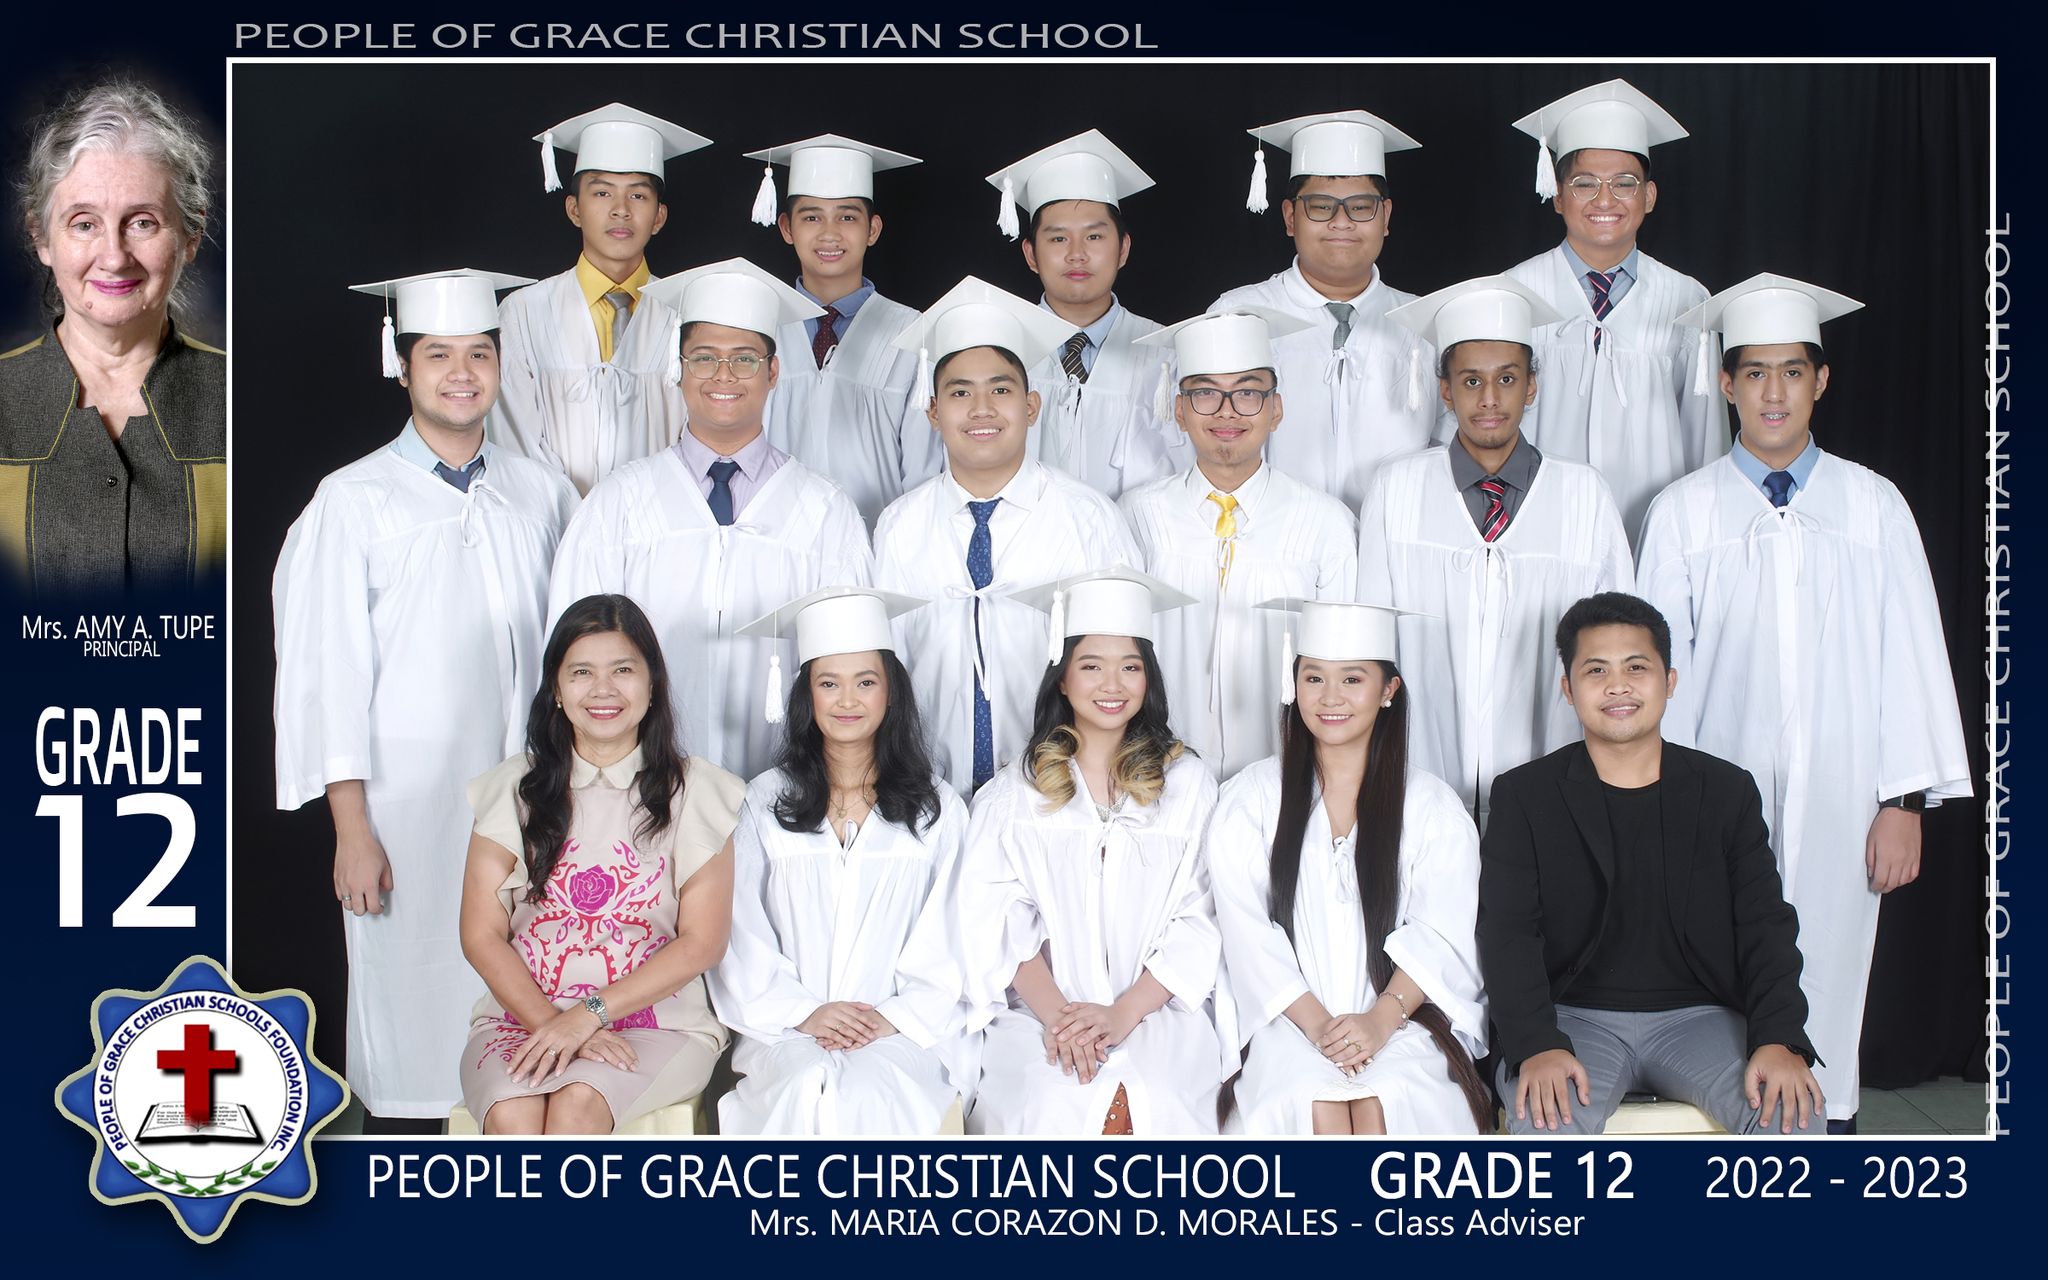 PEOPLE OF GRACE CHRISTIAN SCHOOL
Mrs. AMY A. TUPE
PRINCIPAL
GRADE
12
PEOPLE OF GRACE CHRISTIAN SCHOOLS FOUNDATION INC.
PEOPLE OF GRACE CHRISTIAN SCHOOL
PEOPLE OF GRACE CHRISTIAN SCHOOL GRADE 12 2022 - 2023
Mrs. MARIA CORAZON D. MORALES - Class Adviser